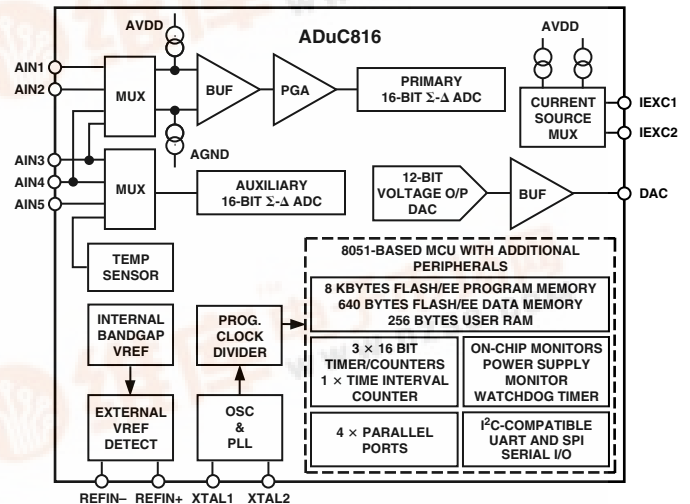 ADuC816
AVDD
AIN1
AIN2
MUX
BUF
PGA
PRIMARY
16-BIT Σ-Δ ADC
AVDD
CURRENT
SOURCE
MUX
IEXC1
IEXC2
AGND
AIN3
AIN4
AIN5
MUX
AUXILIARY
16-BIT Σ-Δ ADC
12-BIT
VOLTAGE O/P
DAC
BUF
DAC
TEMP
SENSOR
8051-BASED MCU WITH ADDITIONAL
PERIPHERALS
8 KBYTES FLASH/EE PROGRAM MEMORY
640 BYTES FLASH/EE DATA MEMORY
256 BYTES USER RAM
INTERNAL
BANDGAP
VREF
PROG.
CLOCK
DIVIDER
3 × 16 BIT
TIMER/COUNTERS
1 × TIME INTERVAL
COUNTER
ON-CHIP MONITORS
POWER SUPPLY
MONITOR
WATCHDOG TIMER
EXTERNAL
VREF
DETECT
OSC
&
PLL
4 × PARALLEL
PORTS
I²C-COMPATIBLE
UART AND SPI
SERIAL I/O
REFIN– REFIN+ XTAL1 XTAL2